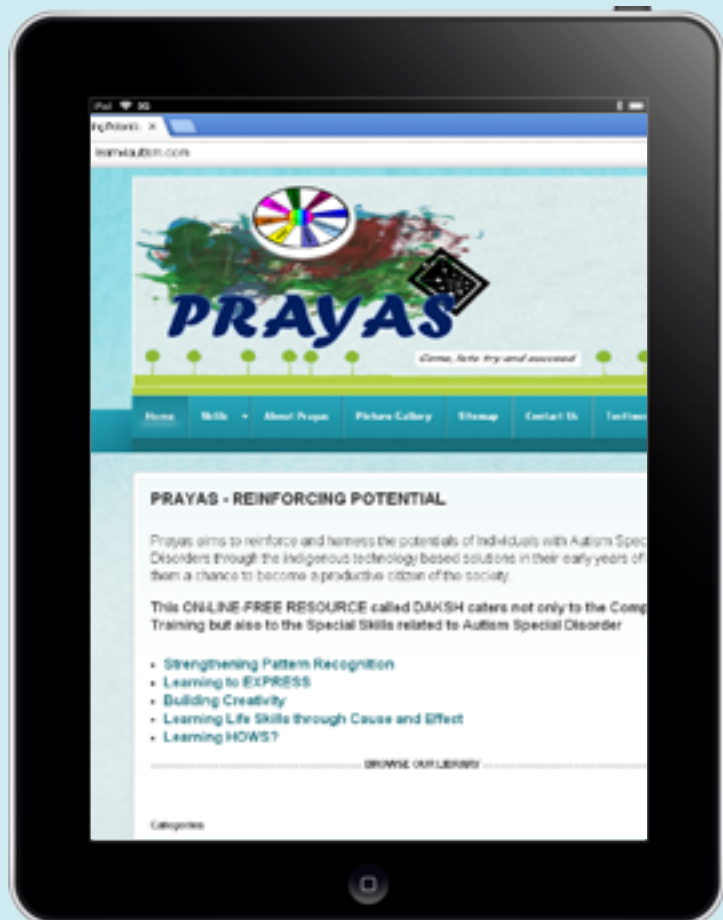 iPad 3G
learn4autism.com
PRAYAS
Come, lets try and succeed
Home Skills About Prayas Picture Gallery Sitemap Contact Us
PRAYAS - REINFORCING POTENTIAL
Prayas aims to reinforce and harness the potentials of Individuals with Autism Spec
Disorders through the indigenous technology based solutions in their early years of
them a chance to become a productive citizen of the society.
This ON-LINE-FREE RESOURCE called DAKSH caters not only to the Comp
Training but also to the Special Skills related to Autism Special Disorder
• Strengthening Pattern Recognition
• Learning to EXPRESS
• Building Creativity
• Learning Life Skills through Cause and Effect
• Learning HOWS?
BROWSE OUR LIBRARY
Categories